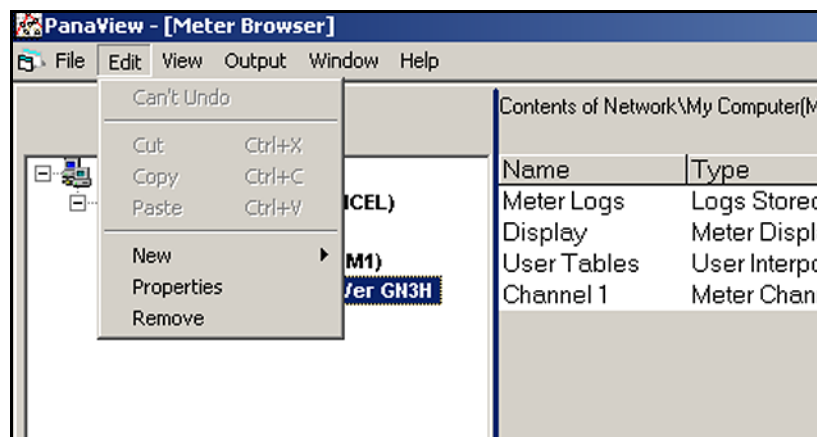 PanaView - [Meter Browser]
File Edit View Output Window Help
Can't Undo
Cut Ctrl+X
Copy Ctrl+C
Paste Ctrl+V
New
Properties
Remove
ICEL)
M1)
Ver GN3H
Contents of Network\My Computer(M
Name Type
Meter Logs Logs Stored
Display Meter Displ
User Tables User Interpo
Channel 1 Meter Chan